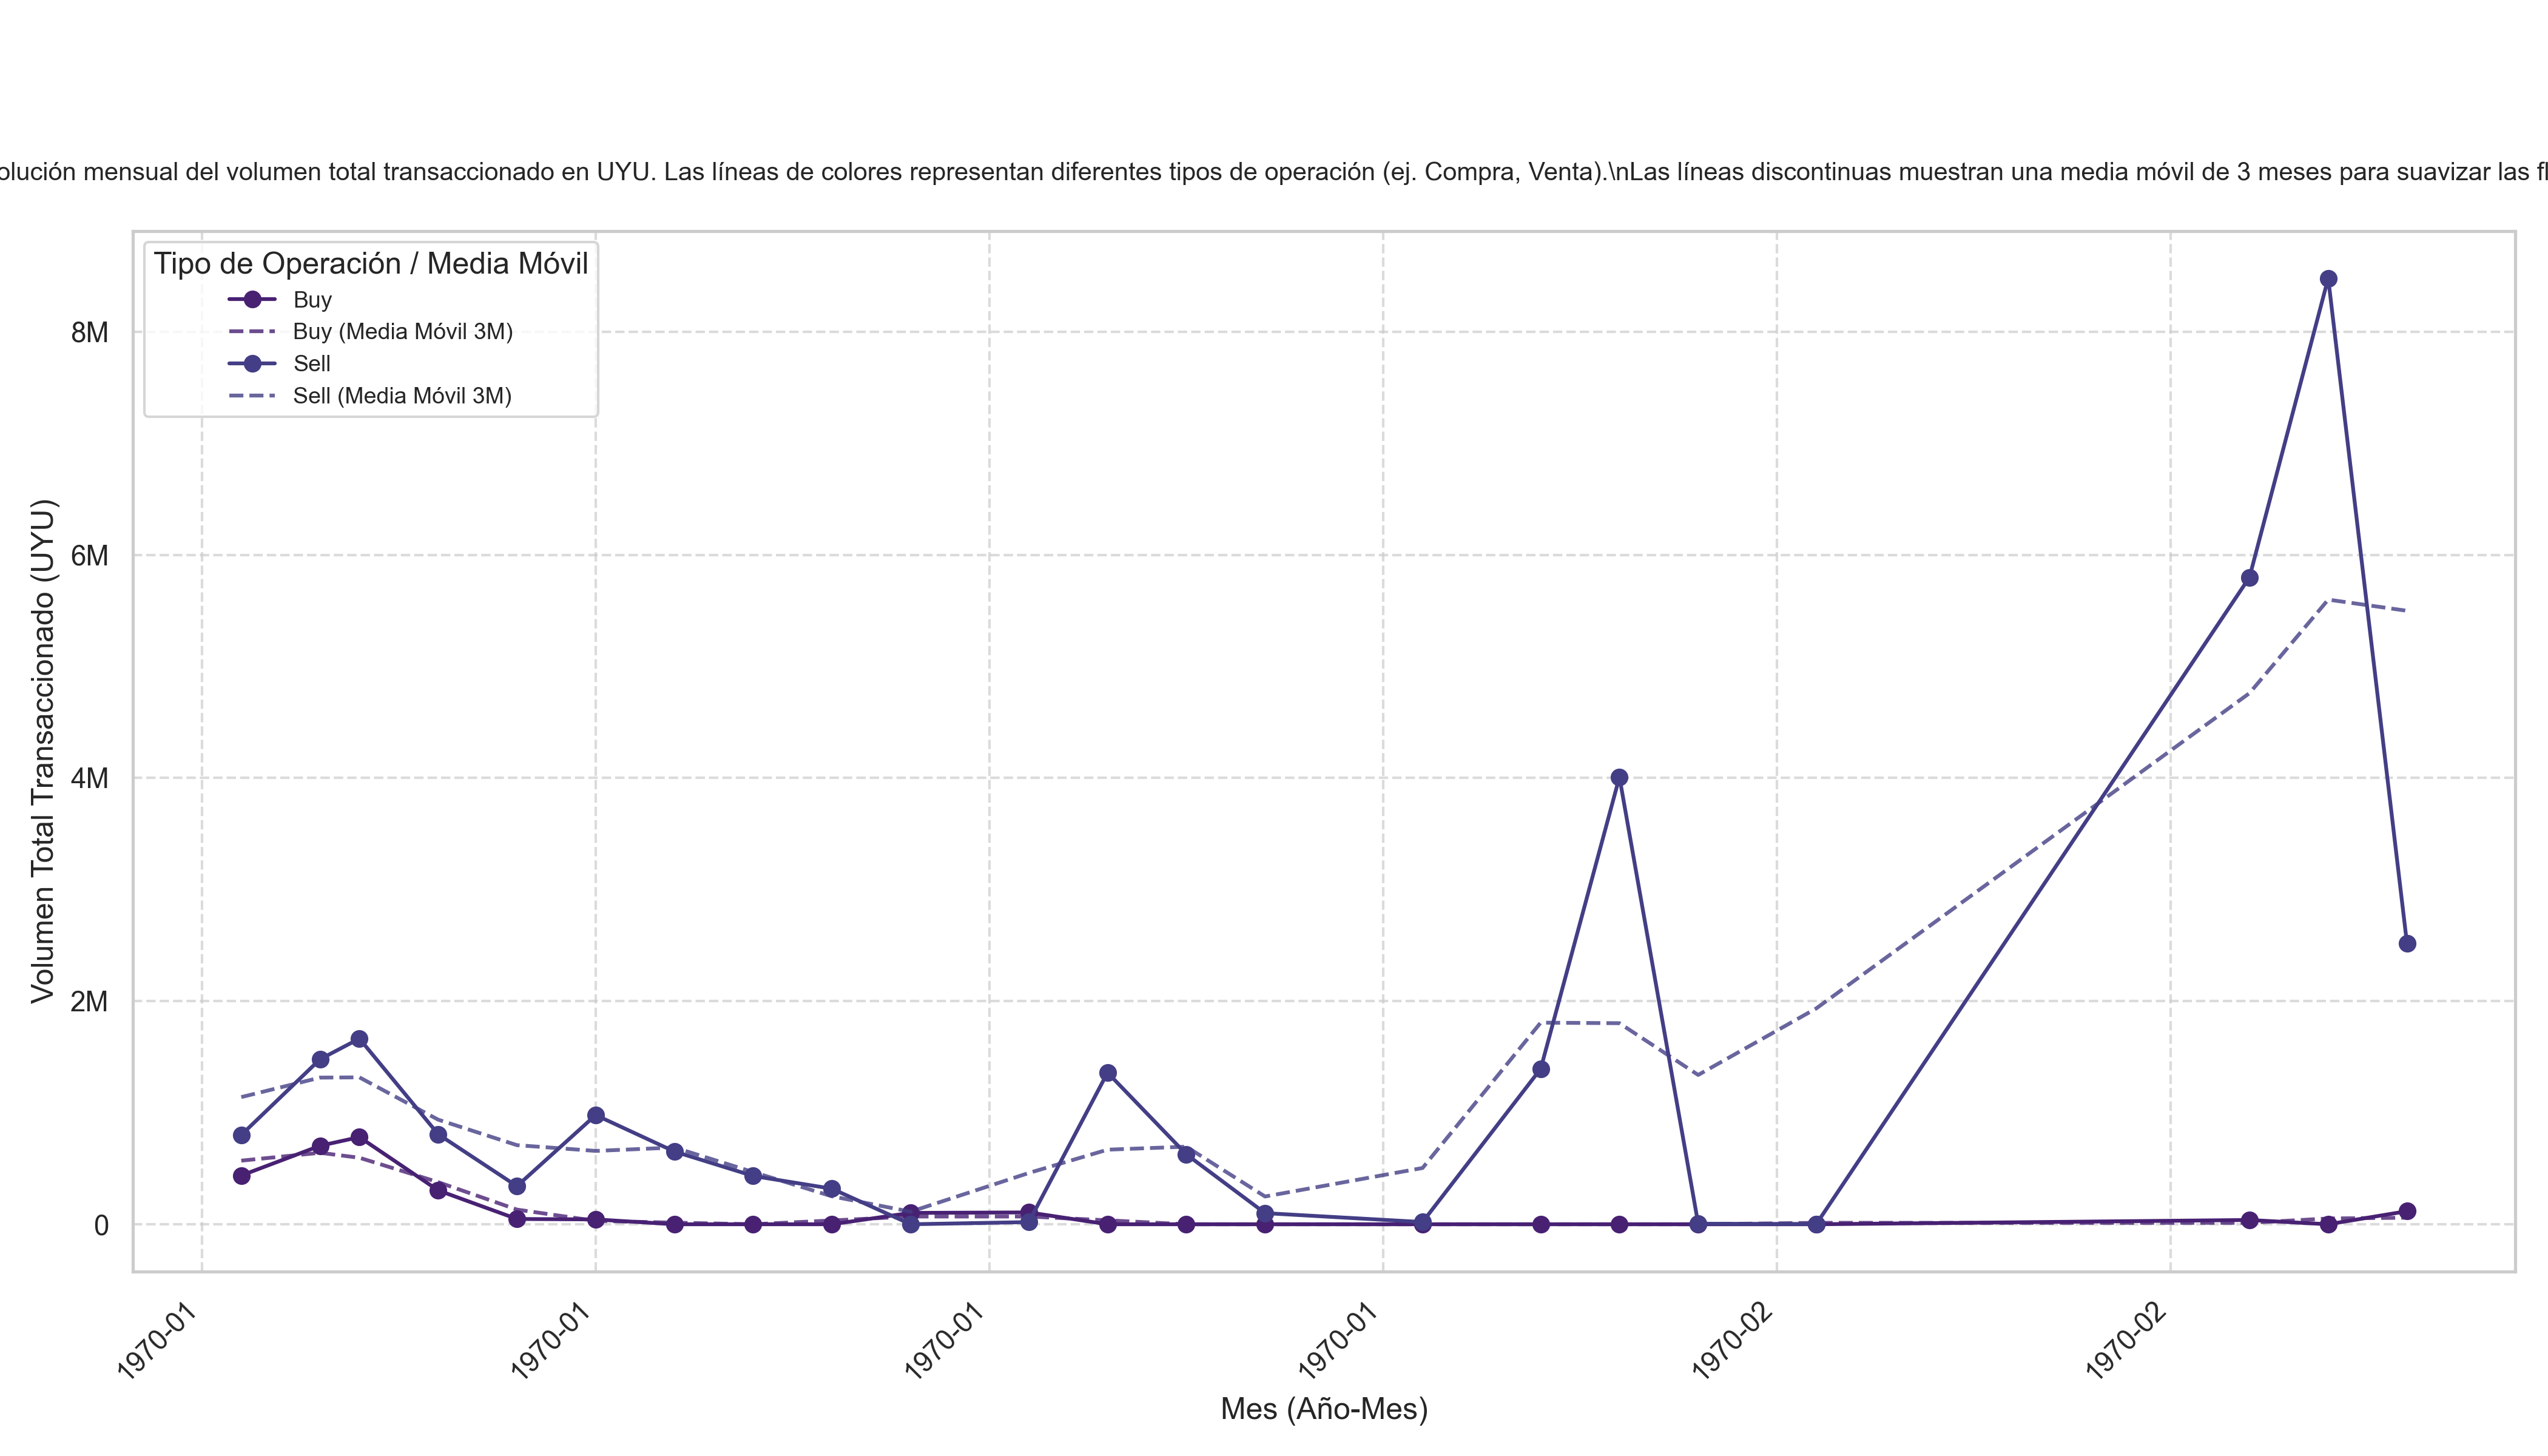 olución mensual del volumen total transaccionado en UYU. Las líneas de colores representan diferentes tipos de operación (ej. Compra, Venta).\nLas líneas discontinuas muestran una media móvil de 3 meses para suavizar las fl
Tipo de Operación / Media Móvil
Buy
Buy (Media Móvil 3M)
Sell
Sell (Media Móvil 3M)
Volumen Total Transaccionado (UYU)
8M
6M
4M
2M
0
1970-01
1970-01
1970-01
1970-01
1970-02
1970-02
Mes (Año-Mes)